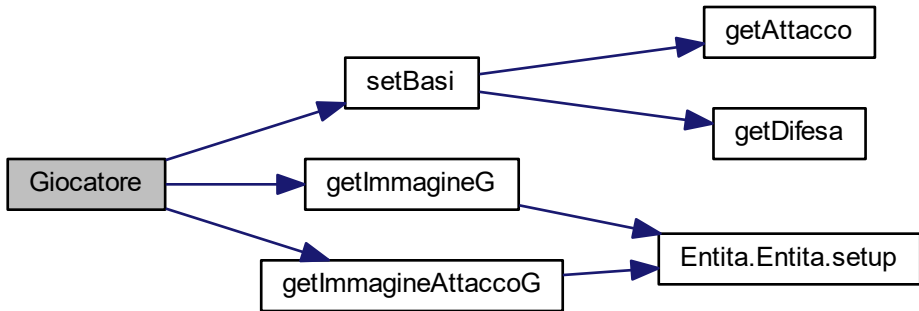 getAttacco
setBasi
getDifesa
Giocatore
getImmagineG
Entita.Entita.setup
getImmagineAttaccoG